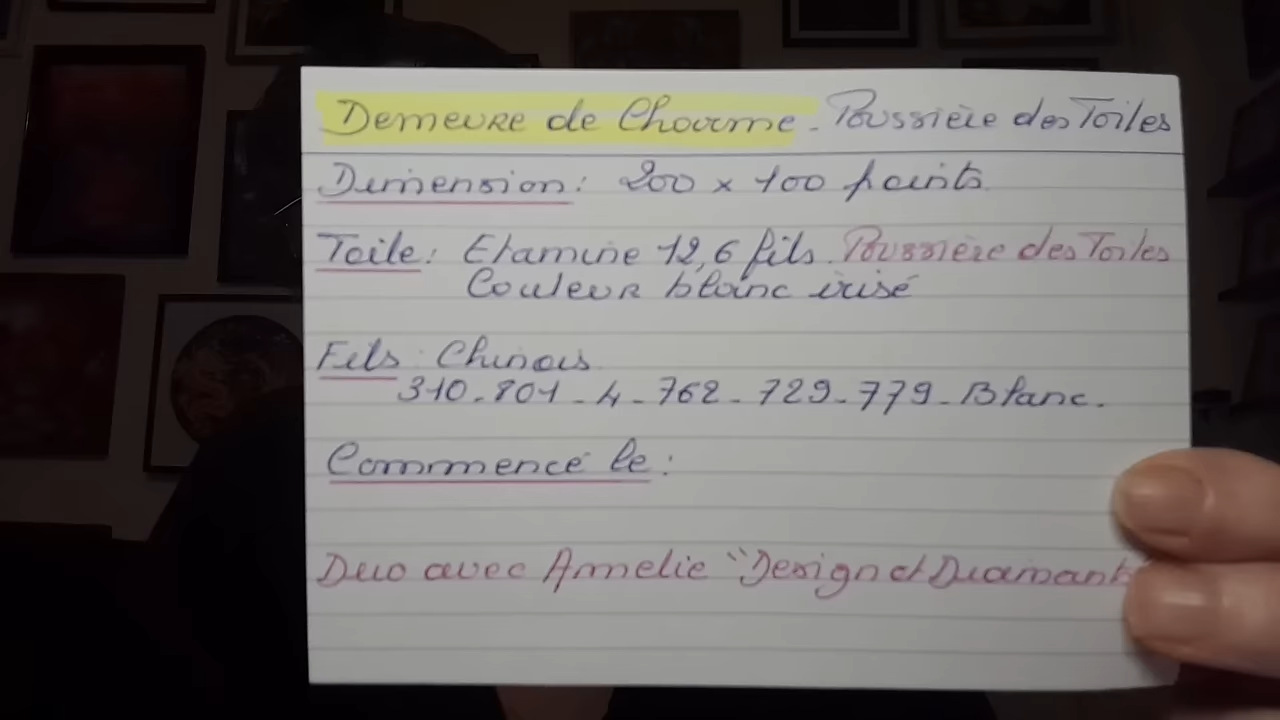 Demeure de Charme - Poussière des Toiles
Dimension : 200 x 100 points
Toile : Etamine 12,6 fils. Poussière des Toiles
Couleur blanc irisé
Fils : Chinois
310 - 801 - 4 - 762 - 729 - 779 - Blanc.
Commencé le :
Duo avec Annelie "Design et Diamant